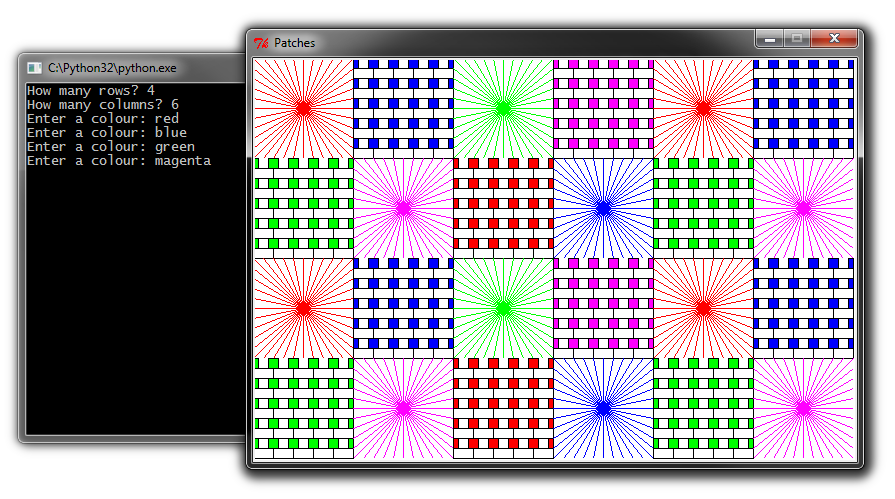 Patches
C:\Python32\python.exe
How many rows? 4
How many columns? 6
Enter a colour: red
Enter a colour: blue
Enter a colour: green
Enter a colour: magenta